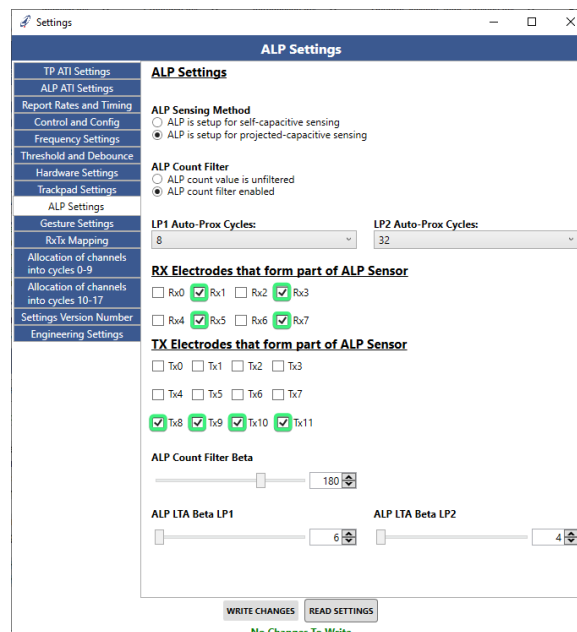 Settings
ALP Settings
TP ATI Settings
ALP ATI Settings
Report Rates and Timing
Control and Config
Frequency Settings
Threshold and Debounce
Hardware Settings
Trackpad Settings
ALP Settings
Gesture Settings
RxTx Mapping
Allocation of channels
into cycles 0-9
Allocation of channels
into cycles 10-17
Settings Version Number
Engineering Settings
ALP Settings
ALP Sensing Method
ALP is setup for self-capacitive sensing
ALP is setup for projected-capacitive sensing
ALP Count Filter
ALP count value is unfiltered
ALP count filter enabled
LP1 Auto-Prox Cycles: LP2 Auto-Prox Cycles:
8 32
RX Electrodes that form part of ALP Sensor
Rx0 Rx1 Rx2 Rx3
Rx4 Rx5 Rx6 Rx7
TX Electrodes that form part of ALP Sensor
Tx0 Tx1 Tx2 Tx3
Tx4 Tx5 Tx6 Tx7
Tx8 Tx9 Tx10 Tx11
ALP Count Filter Beta
180
ALP LTA Beta LP1 ALP LTA Beta LP2
6 4
WRITE CHANGES READ SETTINGS
No Changes To Write